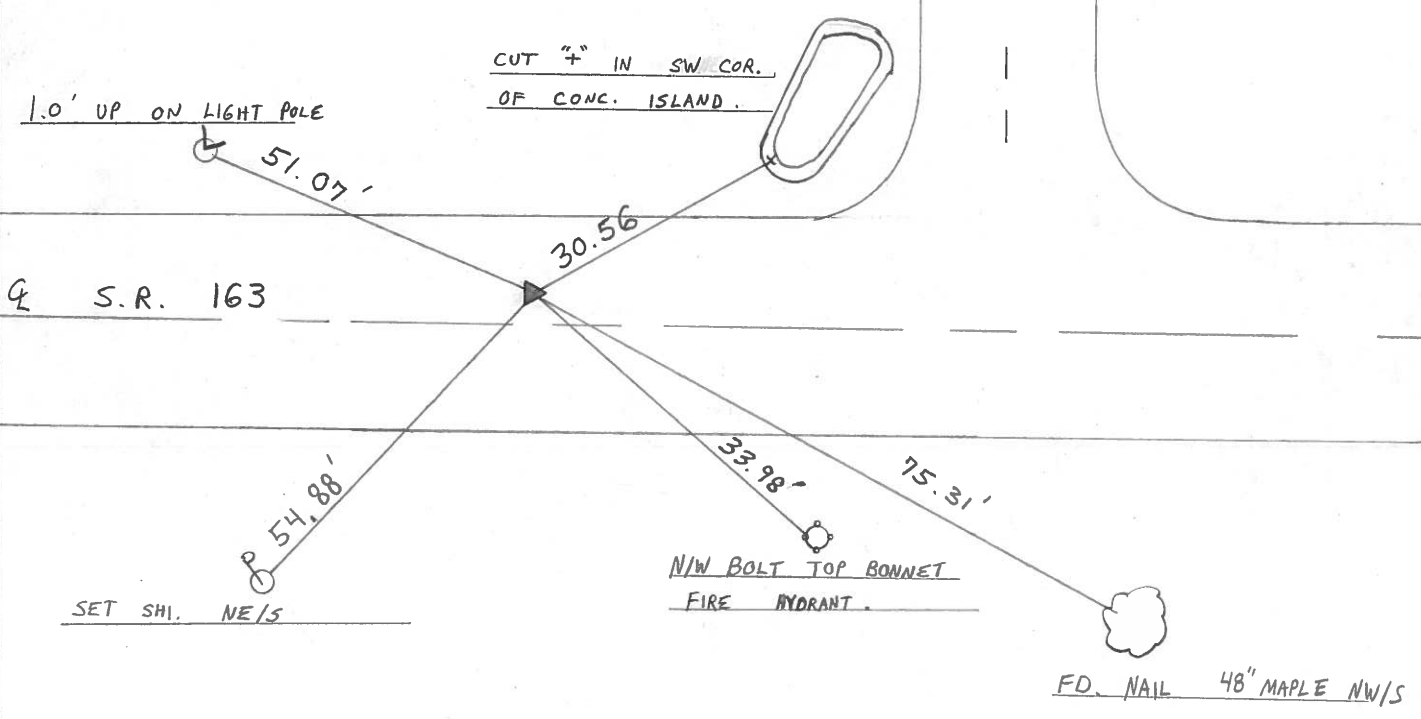 CUT "+" IN SW COR.
OF CONC. ISLAND.
1.0' UP ON LIGHT POLE
L
51.07'
30.56
℄ S.R. 163
33.98'
75.31'
54.88'
P
N/W BOLT TOP BONNET
FIRE HYDRANT.
SET SHI. NE/S
FD. NAIL 48" MAPLE NW/S